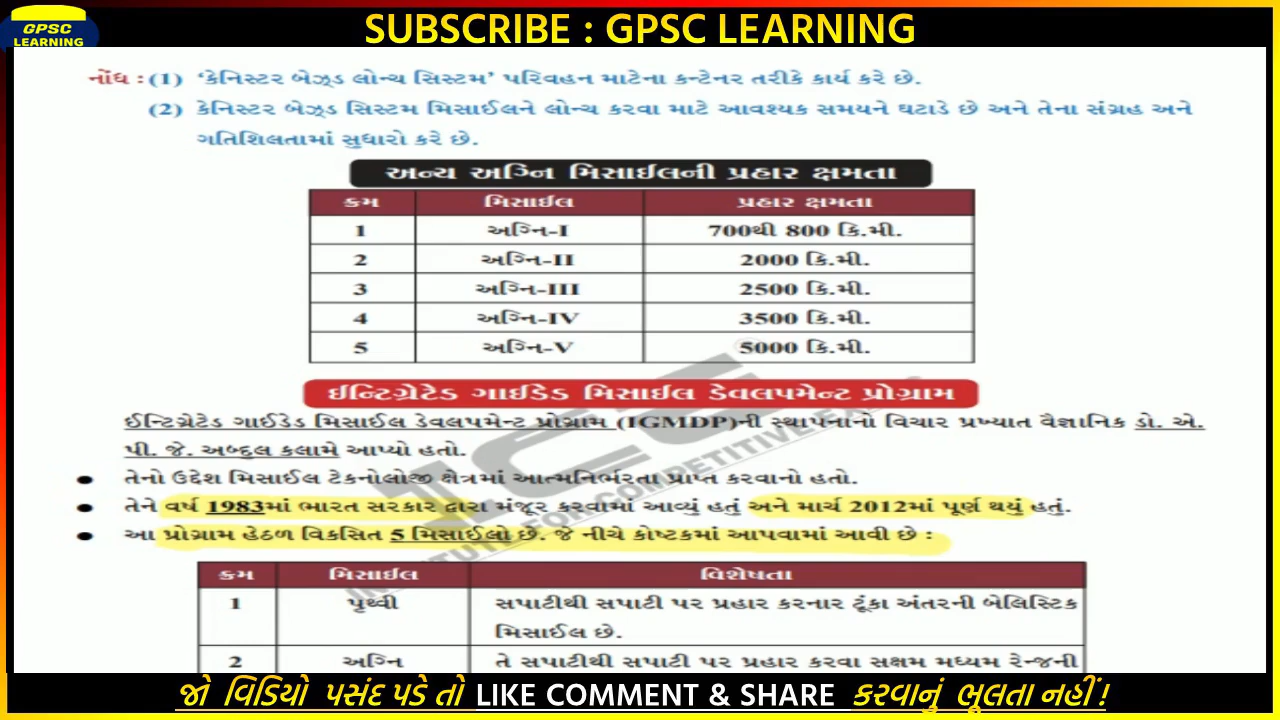 SUBSCRIBE : GPSC LEARNING
GPSC
LEARNING
નોંધ : (1) ‘કેનિસ્ટર બેઝ્ડ લોન્ચ સિસ્ટમ’ પરિવહન માટેના કન્ટેનર તરીકે કાર્ય કરે છે.
(2) કેનિસ્ટર બેઝ્ડ સિસ્ટમ મિસાઈલને લોન્ચ કરવા માટે આવશ્યક સમયને ઘટાડે છે અને તેના સંગ્રહ અને
ગતિશિલતામાં સુધારો કરે છે.
અન્ય અગ્નિ મિસાઈલની પ્રહાર ક્ષમતા
ક્રમ મિસાઈલ પ્રહાર ક્ષમતા
1 અગ્નિ-I 700થી 800 કિ.મી.
2 અગ્નિ-II 2000 કિ.મી.
3 અગ્નિ-III 2500 કિ.મી.
4 અગ્નિ-IV 3500 કિ.મી.
5 અગ્નિ-V 5000 કિ.મી.
ઈન્ટિગ્રેટેડ ગાઈડેડ મિસાઈલ ડેવલપમેન્ટ પ્રોગ્રામ
ઈન્ટિગ્રેટેડ ગાઈડેડ મિસાઈલ ડેવલપમેન્ટ પ્રોગ્રામ (IGMDP)ની સ્થાપનાનો વિચાર પ્રખ્યાત વૈજ્ઞાનિક ડો. એ.
પી. જે. અબ્દુલ કલામે આપ્યો હતો.
● તેનો ઉદ્દેશ મિસાઈલ ટેકનોલોજી ક્ષેત્રમાં આત્મનિર્ભરતા પ્રાપ્ત કરવાનો હતો.
● તેને વર્ષ 1983માં ભારત સરકાર દ્વારા મંજૂર કરવામાં આવ્યું હતું અને માર્ચ 2012માં પૂર્ણ થયું હતું.
● આ પ્રોગ્રામ હેઠળ વિકસિત 5 મિસાઈલો છે. જે નીચે કોષ્ટકમાં આપવામાં આવી છે :
ક્રમ મિસાઈલ વિશેષતા
1 પૃથ્વી સપાટીથી સપાટી પર પ્રહાર કરનાર ટૂંકા અંતરની બેલિસ્ટિક
મિસાઈલ છે.
2 અગ્નિ તે સપાટીથી સપાટી પર પ્રહાર કરવા સક્ષમ મધ્યમ રેન્જની
જો વિડિયો પસંદ પડે તો LIKE COMMENT & SHARE કરવાનું ભૂલતા નહીં!